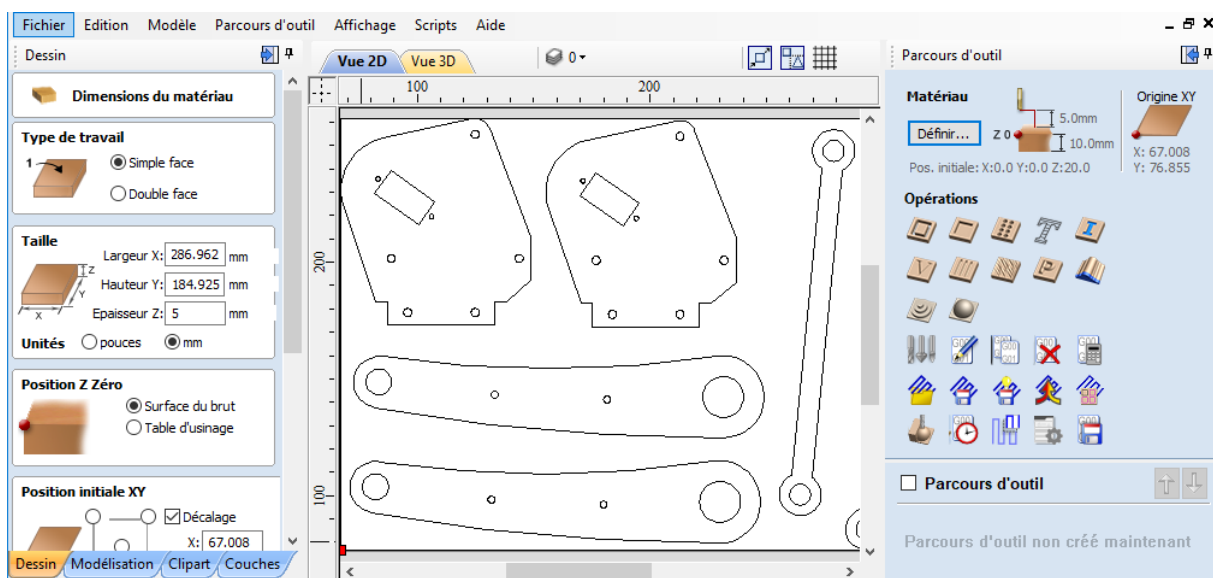 Fichier Edition Modèle Parcours d'outil Affichage Scripts Aide
Dessin
Dimensions du matériau
Type de travail
1
Simple face
Double face
Taille
Largeur X: 286.962 mm
Hauteur Y: 184.925 mm
Epaisseur Z: 5 mm
Z
Y
X
Unités pouces mm
Position Z Zéro
Surface du brut
Table d'usinage
Position initiale XY
Décalage
X: 67.008
Dessin Modélisation Clipart Couches
Vue 2D Vue 3D 0
100 200
200
100
Parcours d'outil
Matériau Origine XY
Définir... Z 0 5.0mm
10.0mm
X: 67.008
Pos. initiale: X:0.0 Y:0.0 Z:20.0 Y: 76.855
Opérations
Parcours d'outil
Parcours d'outil non créé maintenant